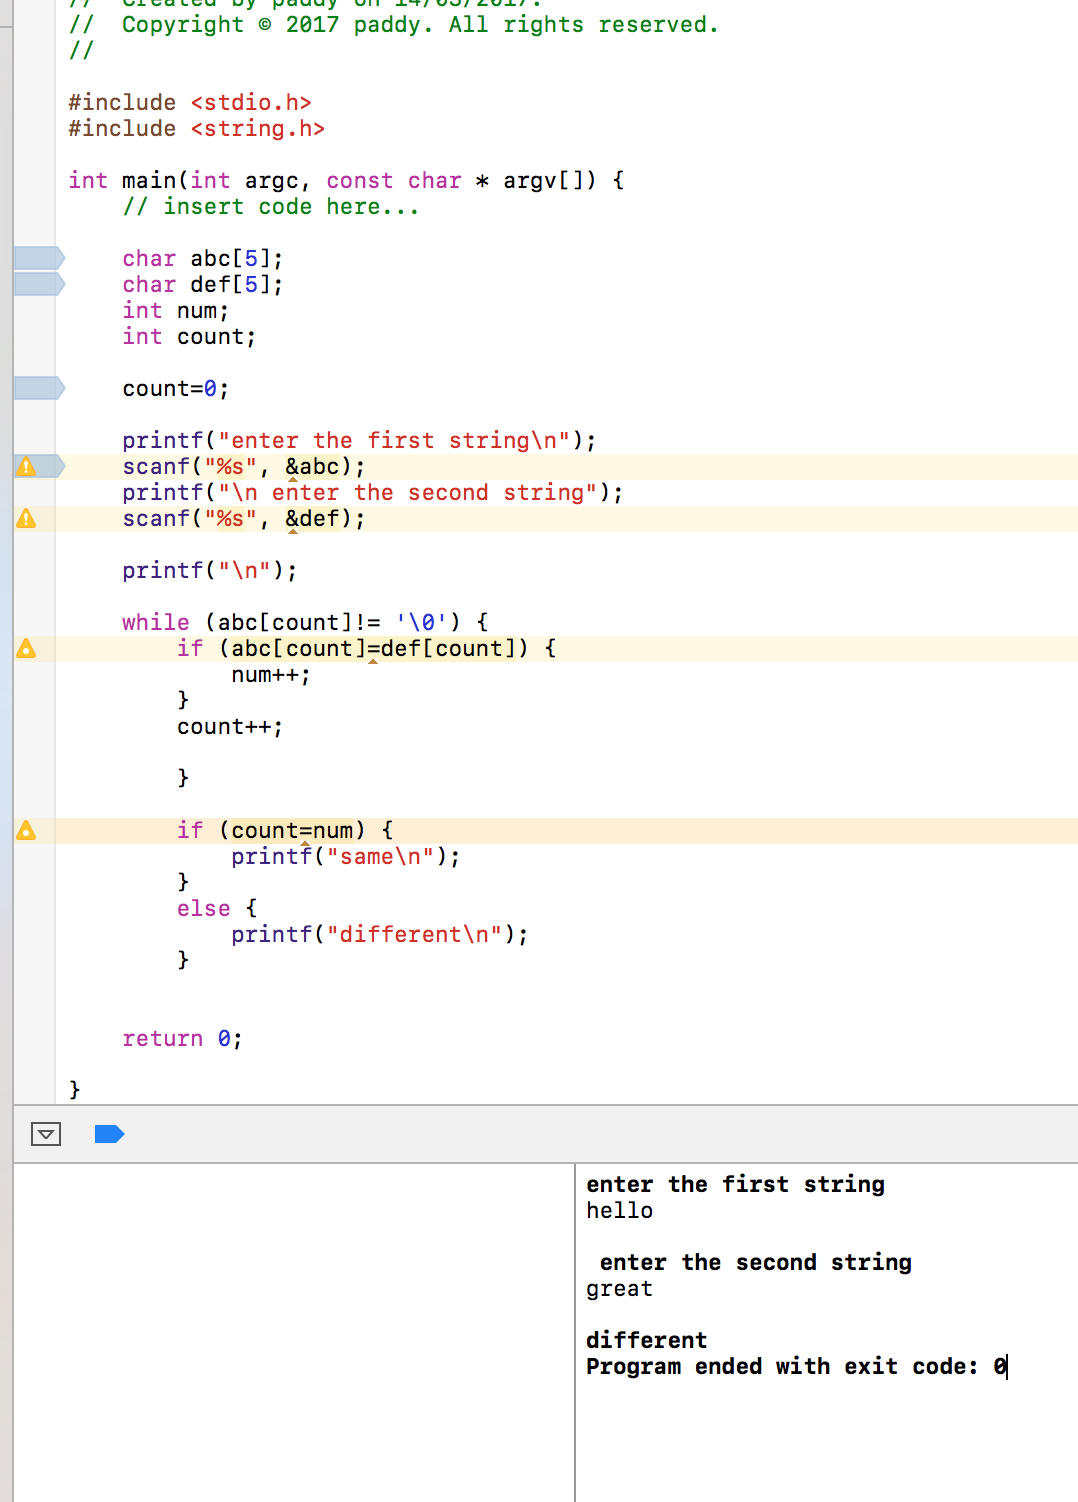 //  Created by paddy on 14/03/2017.
//  Copyright © 2017 paddy. All rights reserved.
//
#include <stdio.h>
#include <string.h>
int main(int argc, const char * argv[]) {
    // insert code here...
    char abc[5];
    char def[5];
    int num;
    int count;
    count=0;
    printf("enter the first string\n");
    scanf("%s", &abc);
    printf("\n enter the second string");
    scanf("%s", &def);
    printf("\n");
    while (abc[count]!= '\0') {
        if (abc[count]=def[count]) {
            num++;
        }
        count++;
        }
        if (count=num) {
            printf("same\n");
        }
        else {
            printf("different\n");
        }
    return 0;
}
enter the first string
hello
 enter the second string
great
different
Program ended with exit code: 0